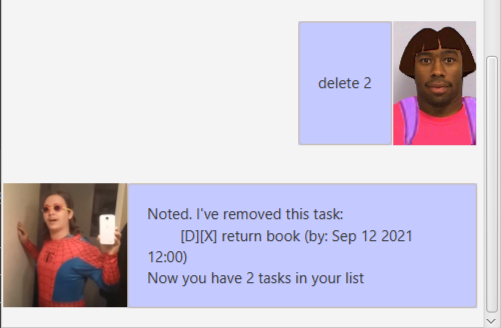 delete 2
Noted. I've removed this task:
[D][X] return book (by: Sep 12 2021
12:00)
Now you have 2 tasks in your list